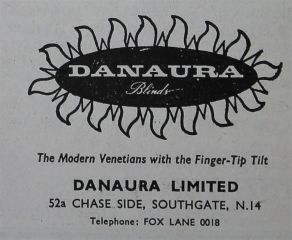 DANAURA
Blinds
The Modern Venetians with the Finger-Tip Tilt
DANAURA LIMITED
52a CHASE SIDE, SOUTHGATE, N.14
Telephone: FOX LANE 0018